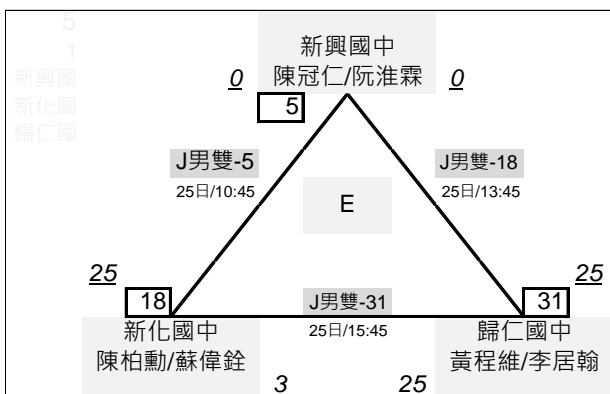 5
1
新興國
新化國
歸仁國
新興國中
陳冠仁/阮淮霖
0
0
5
J男雙-5
25日/10:45
J男雙-18
25日/13:45
E
25
25
18
J男雙-31
31
25日/15:45
新化國中
陳柏勳/蘇偉銓
歸仁國中
黃程維/李居翰
3
25